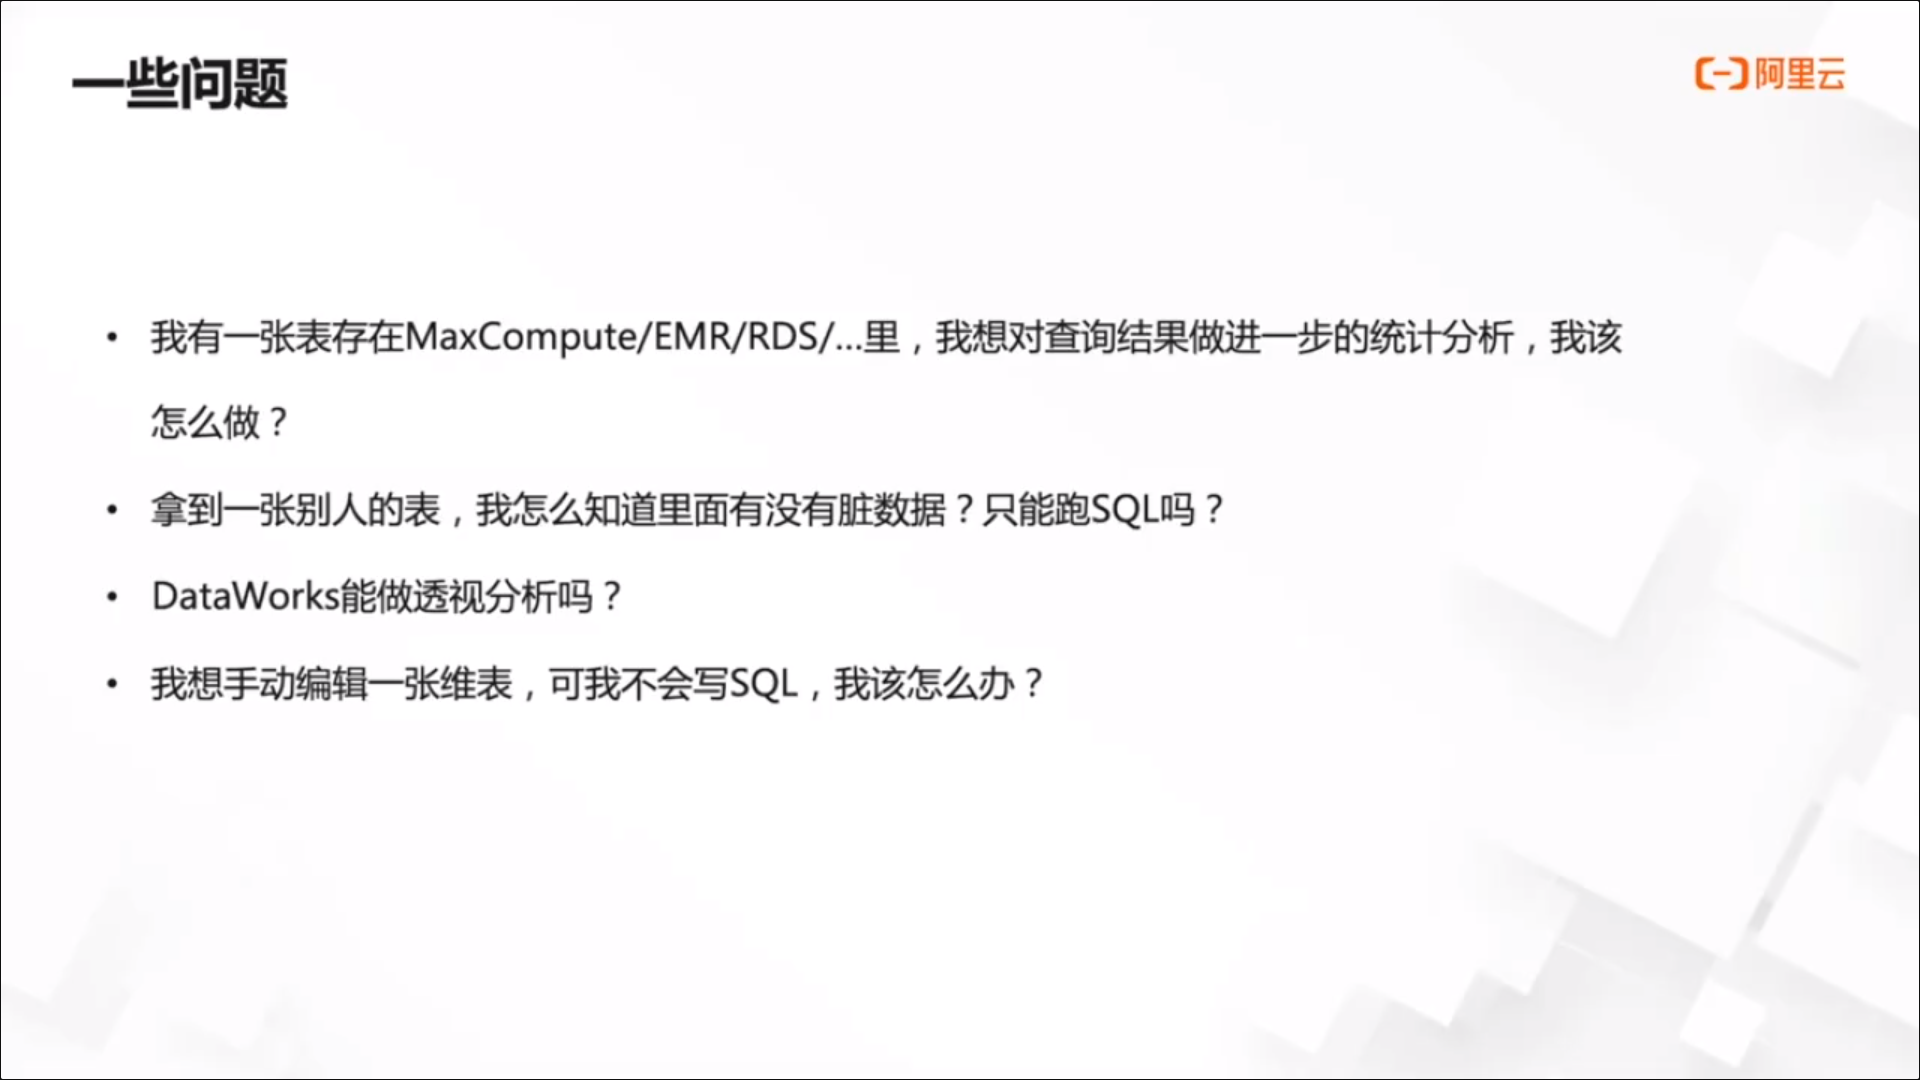 一些问题
阿里云
• 我有一张表存在MaxCompute/EMR/RDS/...里，我想对查询结果做进一步的统计分析，我该
怎么做？
• 拿到一张别人的表，我怎么知道里面有没有脏数据？只能跑SQL吗？
• DataWorks能做透视分析吗？
• 我想手动编辑一张维表，可我不会写SQL，我该怎么办？